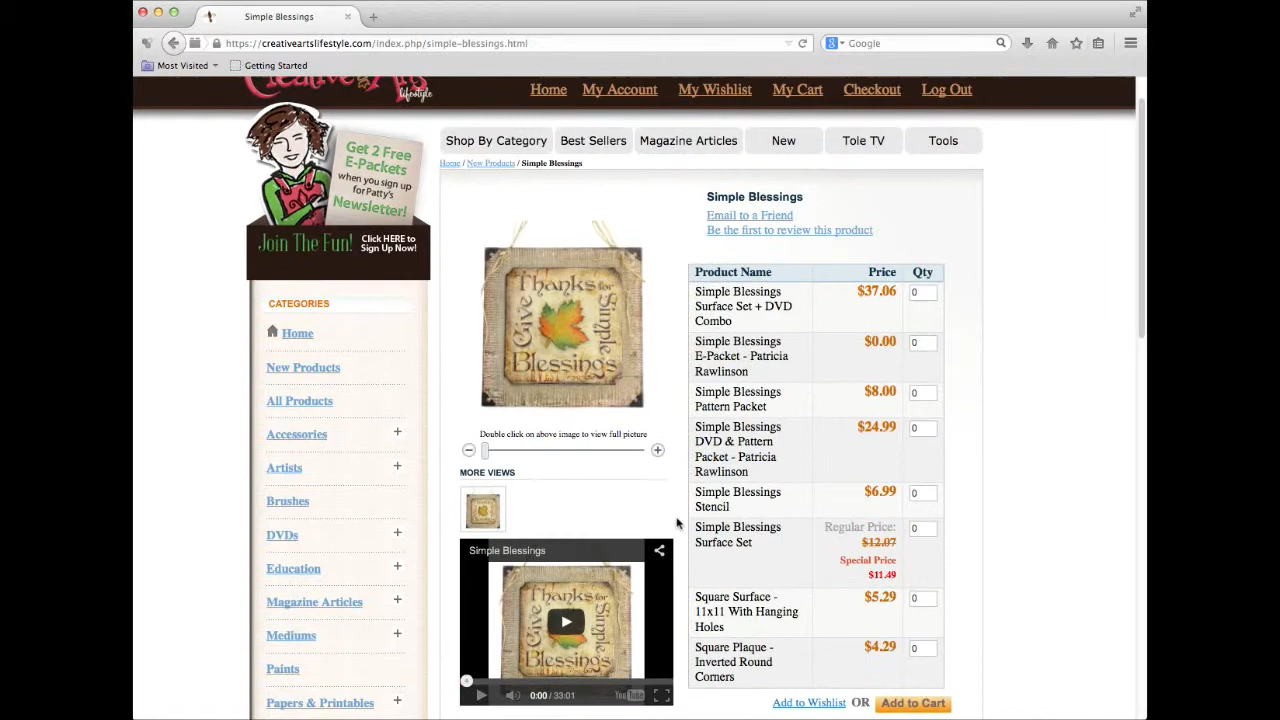 Simple Blessings
https://creativeartslifestyle.com/index.php/simple-blessings.html
Google
Most Visited
Getting Started
Creative Arts
lifestyle
Home My Account My Wishlist My Cart Checkout Log Out
Get 2 Free
E-Packets
when you sign up
for Patty's
Newsletter!
Join The Fun!
Click HERE to
Sign Up Now!
Shop By Category Best Sellers Magazine Articles New Tole TV Tools
Home / New Products / Simple Blessings
CATEGORIES
Home
New Products
All Products
Accessories +
Artists +
Brushes
DVDs +
Education +
Magazine Articles +
Mediums +
Paints
Papers & Printables +
Thanks for
Give
Simple
Blessings
Double click on above image to view full picture
MORE VIEWS
Simple Blessings
Thanks for
Give
Simple
Blessings
0:00 / 33:01
YouTube
Simple Blessings
Email to a Friend
Be the first to review this product
Product Name Price Qty
Simple Blessings $37.06 0
Surface Set + DVD
Combo
Simple Blessings $0.00 0
E-Packet - Patricia
Rawlinson
Simple Blessings $8.00 0
Pattern Packet
Simple Blessings $24.99 0
DVD & Pattern
Packet - Patricia
Rawlinson
Simple Blessings $6.99 0
Stencil
Simple Blessings Regular Price: 0
Surface Set $12.07
Special Price
$11.49
Square Surface - $5.29 0
11x11 With Hanging
Holes
Square Plaque - $4.29 0
Inverted Round
Corners
Add to Wishlist OR Add to Cart